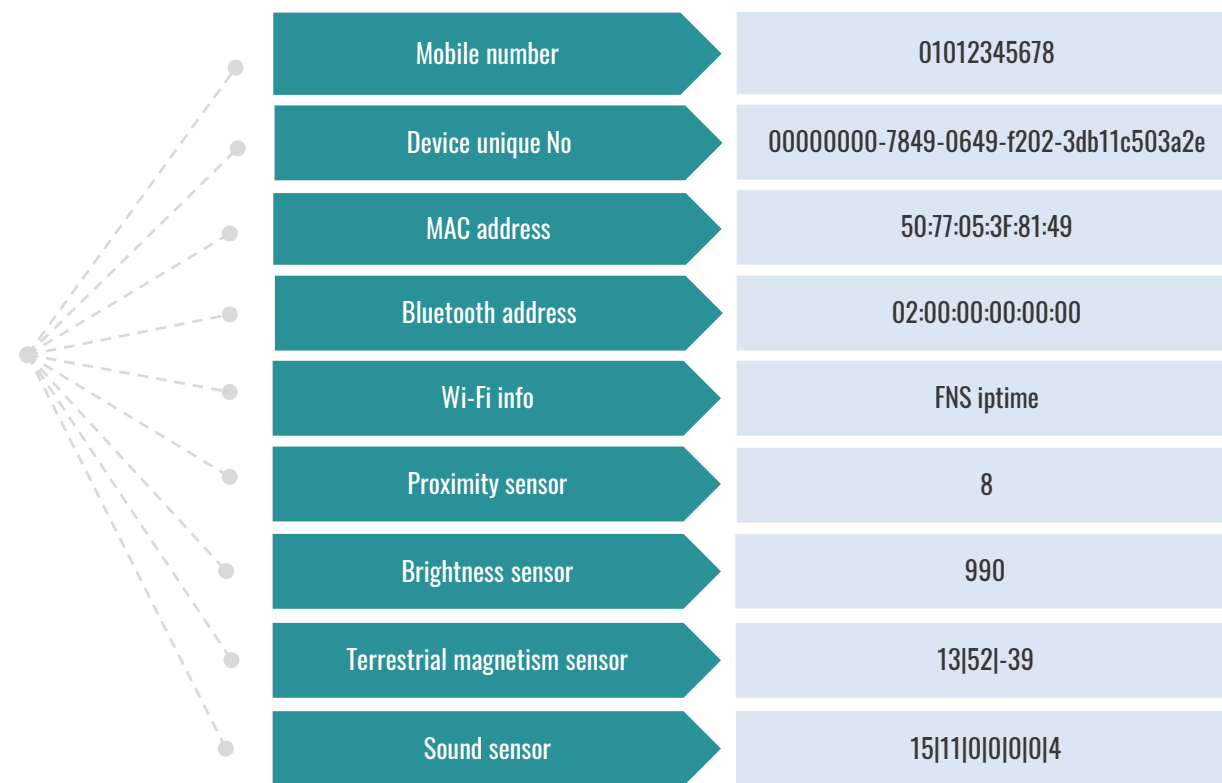 Mobile number 01012345678
Device unique No 00000000-7849-0649-f202-3db11c503a2e
MAC address 50:77:05:3F:81:49
Bluetooth address 02:00:00:00:00:00
Wi-Fi info FNS iptime
Proximity sensor 8
Brightness sensor 990
Terrestrial magnetism sensor 13|52|-39
Sound sensor 15|11|0|0|0|0|4